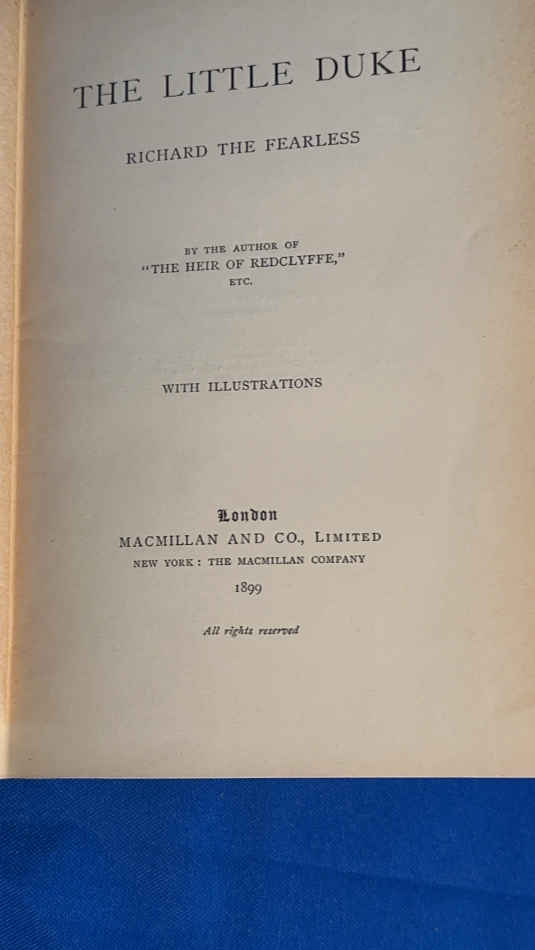 THE LITTLE DUKE
RICHARD THE FEARLESS
BY THE AUTHOR OF
"THE HEIR OF REDCLYFFE,"
ETC.
WITH ILLUSTRATIONS
London
MACMILLAN AND CO., LIMITED
NEW YORK: THE MACMILLAN COMPANY
1899
All rights reserved